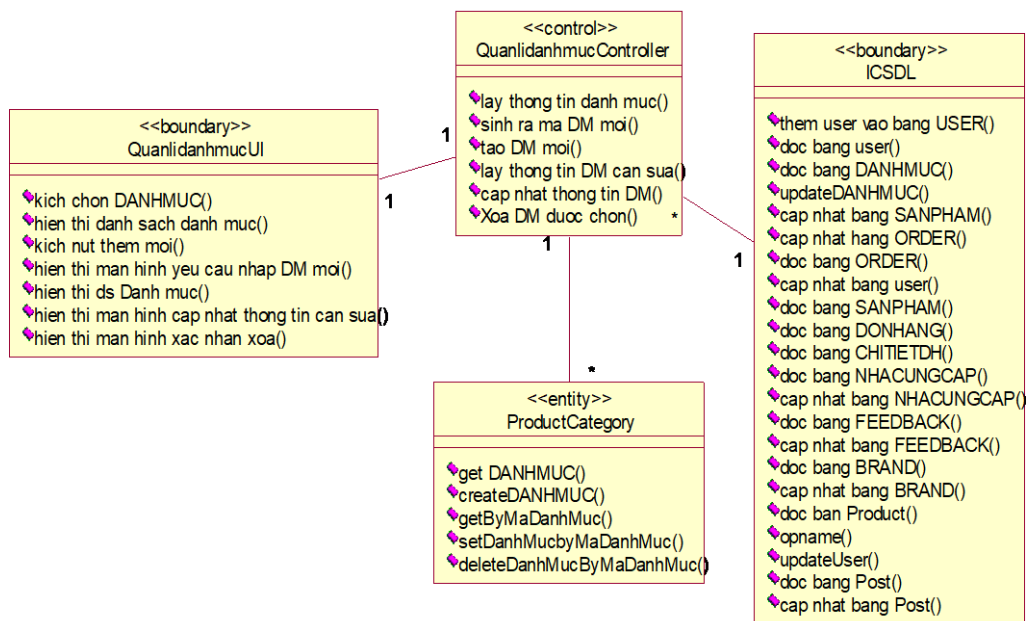 <<boundary>>
QuanlidanhmucUI
kich chon DANHMUC()
hien thi danh sach danh muc()
kich nut them moi()
hien thi man hinh yeu cau nhap DM moi()
hien thi ds Danh muc()
hien thi man hinh cap nhat thong tin can sua()
hien thi man hinh xac nhan xoa()
1
1
<<control>>
QuanlidanhmucController
lay thong tin danh muc()
sinh ra ma DM moi()
tao DM moi()
lay thong tin DM can sua()
cap nhat thong tin DM()
Xoa DM duoc chon()
*
1
1
*
<<entity>>
ProductCategory
get DANHMUC()
createDANHMUC()
getByMaDanhMuc()
setDanhMucbyMaDanhMuc()
deleteDanhMucByMaDanhMuc()
<<boundary>>
ICSDL
them user vao bang USER()
doc bang user()
doc bang DANHMUC()
updateDANHMUC()
cap nhat bang SANPHAM()
cap nhat hang ORDER()
doc bang ORDER()
cap nhat bang user()
doc bang SANPHAM()
doc bang DONHANG()
doc bang CHITIETDH()
doc bang NHACUNGCAP()
cap nhat bang NHACUNGCAP()
doc bang FEEDBACK()
cap nhat bang FEEDBACK()
doc bang BRAND()
cap nhat bang BRAND()
doc ban Product()
opname()
updateUser()
doc bang Post()
cap nhat bang Post()